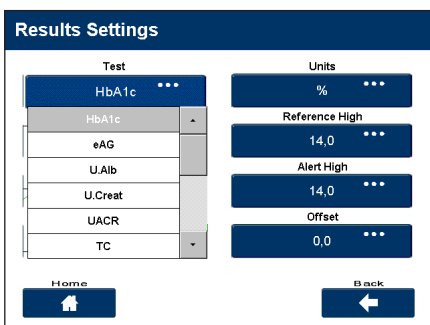 Results Settings
Test
HbA1c
HbA1c
eAG
U.Alb
U.Creat
UACR
TC
Units
%
Reference High
14,0
Alert High
14,0
Offset
0,0
Home
Back